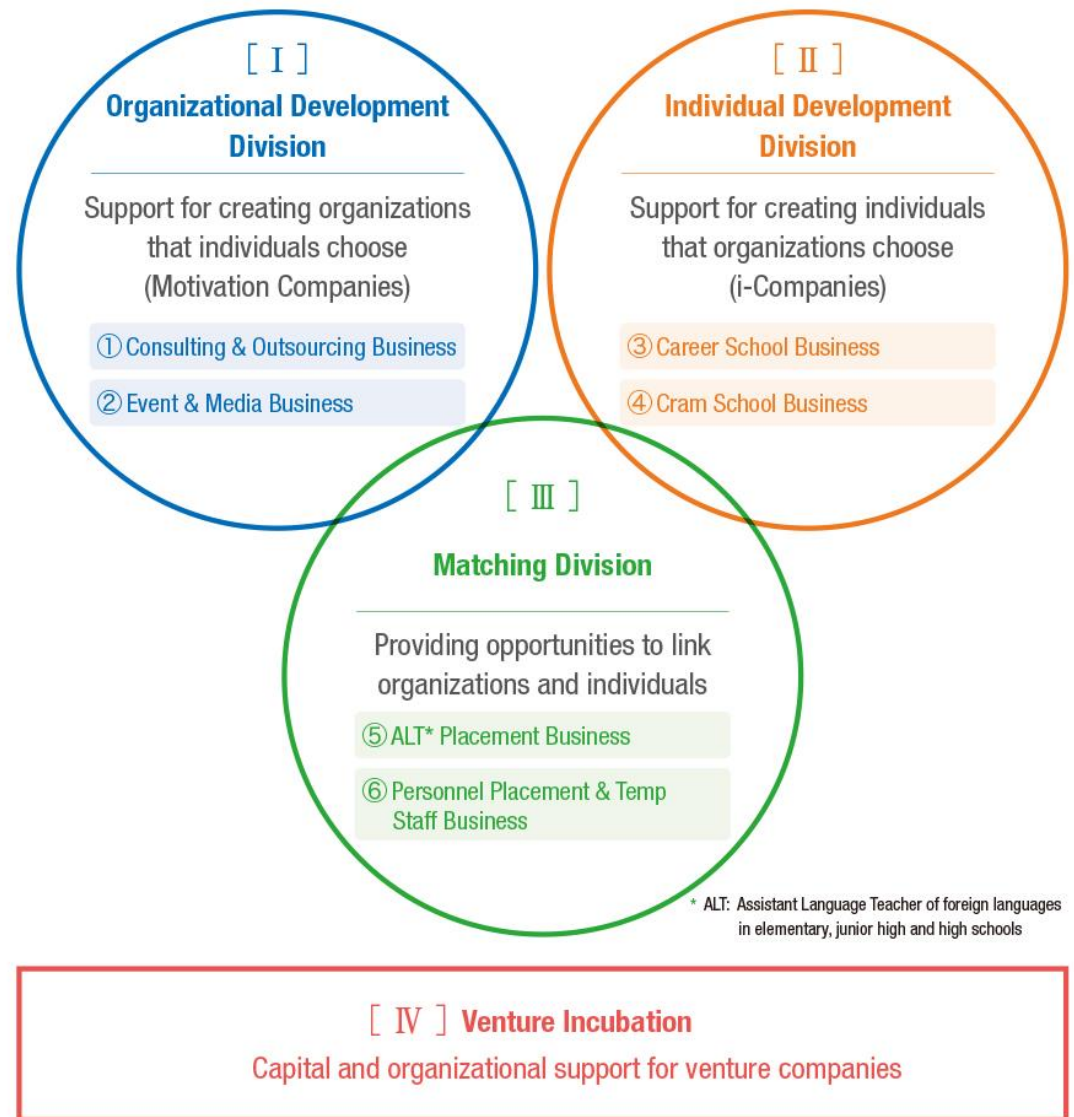 [ Ⅰ ]
Organizational Development
Division
Support for creating organizations
that individuals choose
(Motivation Companies)
① Consulting & Outsourcing Business
② Event & Media Business
[ Ⅱ ]
Individual Development
Division
Support for creating individuals
that organizations choose
(i-Companies)
③ Career School Business
④ Cram School Business
[ Ⅲ ]
Matching Division
Providing opportunities to link
organizations and individuals
⑤ ALT* Placement Business
⑥ Personnel Placement & Temp
Staff Business
* ALT: Assistant Language Teacher of foreign languages
in elementary, junior high and high schools
[ Ⅳ ] Venture Incubation
Capital and organizational support for venture companies